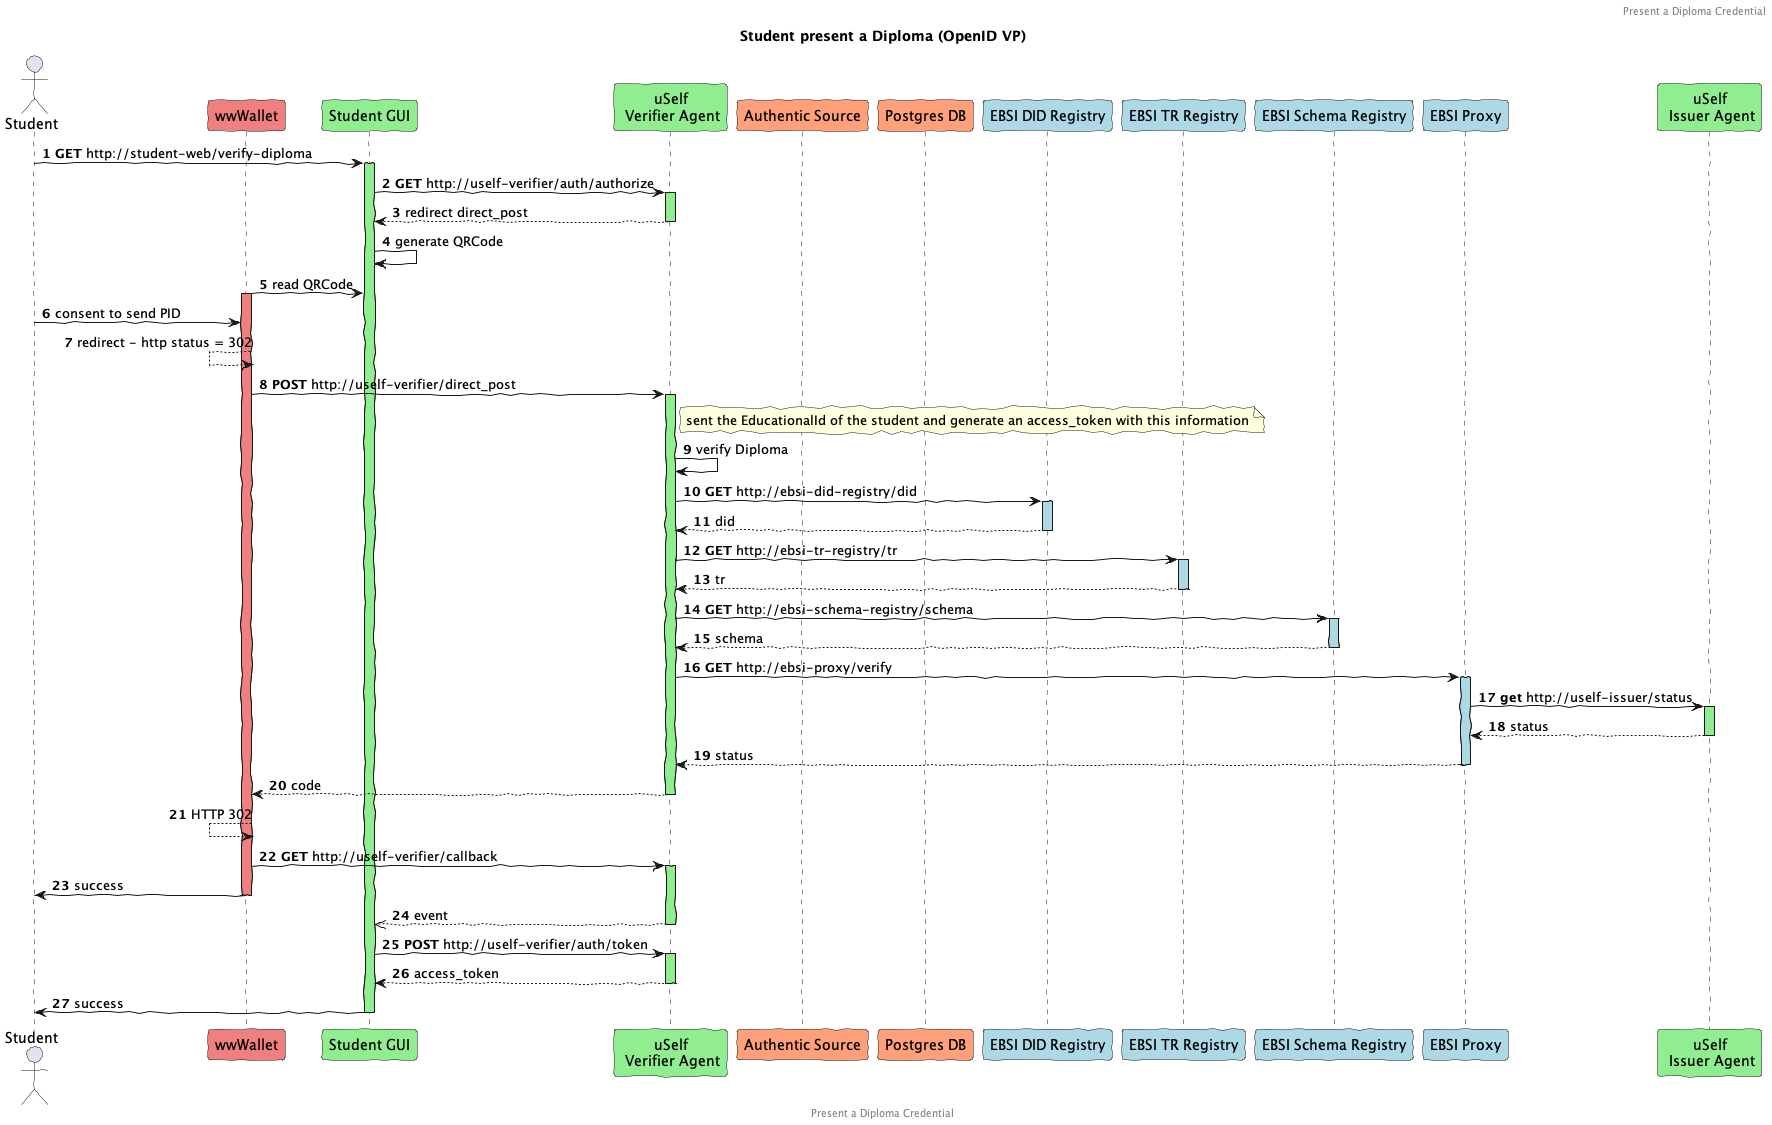 Present a Diploma Credential
Student present a Diploma (OpenID VP)
Student
wwWallet
Student GUI
uSelf
Verifier Agent
Authentic Source
Postgres DB
EBSI DID Registry
EBSI TR Registry
EBSI Schema Registry
EBSI Proxy
uSelf
Issuer Agent
1 GET http://student-web/verify-diploma
2 GET http://uself-verifier/auth/authorize
3 redirect direct_post
4 generate QRCode
5 read QRCode
6 consent to send PID
7 redirect - http status = 302
8 POST http://uself-verifier/direct_post
sent the EducationalId of the student and generate an access_token with this information
9 verify Diploma
10 GET http://ebsi-did-registry/did
11 did
12 GET http://ebsi-tr-registry/tr
13 tr
14 GET http://ebsi-schema-registry/schema
15 schema
16 GET http://ebsi-proxy/verify
17 get http://uself-issuer/status
18 status
19 status
20 code
21 HTTP 302
22 GET http://uself-verifier/callback
23 success
24 event
25 POST http://uself-verifier/auth/token
26 access_token
27 success
Student
wwWallet
Student GUI
uSelf
Verifier Agent
Authentic Source
Postgres DB
EBSI DID Registry
EBSI TR Registry
EBSI Schema Registry
EBSI Proxy
uSelf
Issuer Agent
Present a Diploma Credential